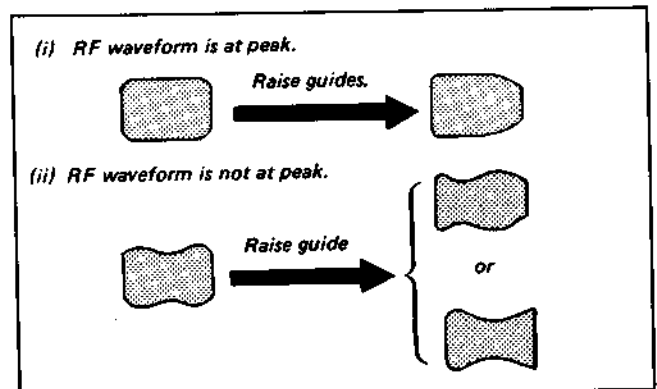 (i) RF waveform is at peak.
Raise guides.
(ii) RF waveform is not at peak.
Raise guide
or